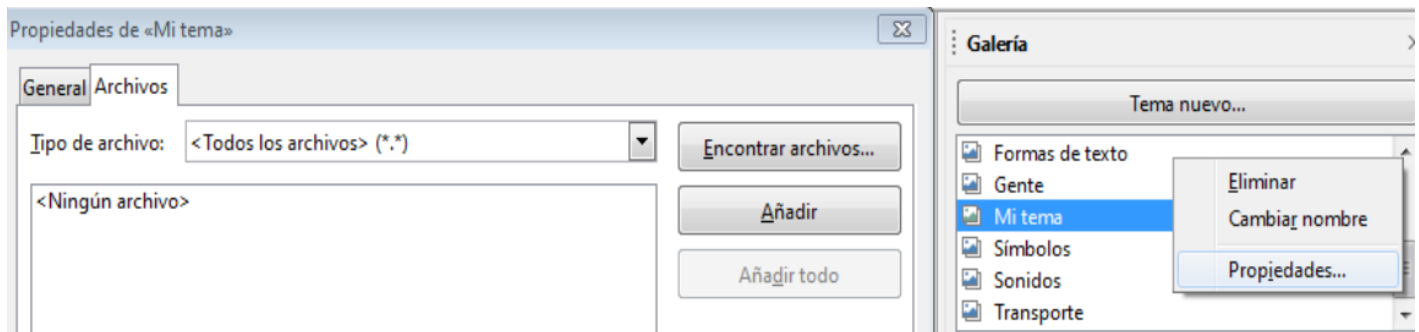 Propiedades de «Mi tema»
General Archivos
Tipo de archivo: <Todos los archivos> (*.*)
Encontrar archivos...
<Ningún archivo>
Añadir
Añadir todo
Galería
Tema nuevo...
Formas de texto
Gente
Mi tema
Símbolos
Sonidos
Transporte
Eliminar
Cambiar nombre
Propiedades...